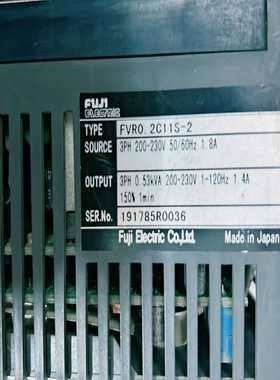 FUJI
ELECTRIC
TYPE FVR0.2C11S-2
SOURCE 3PH 200-230V 50/60Hz 1.8A
OUTPUT 3PH 0.53kVA 200-230V 1-120Hz 1.4A
150% 1min
SER.No. 191785R0036
Fuji Electric Co.,Ltd. Made in Japan